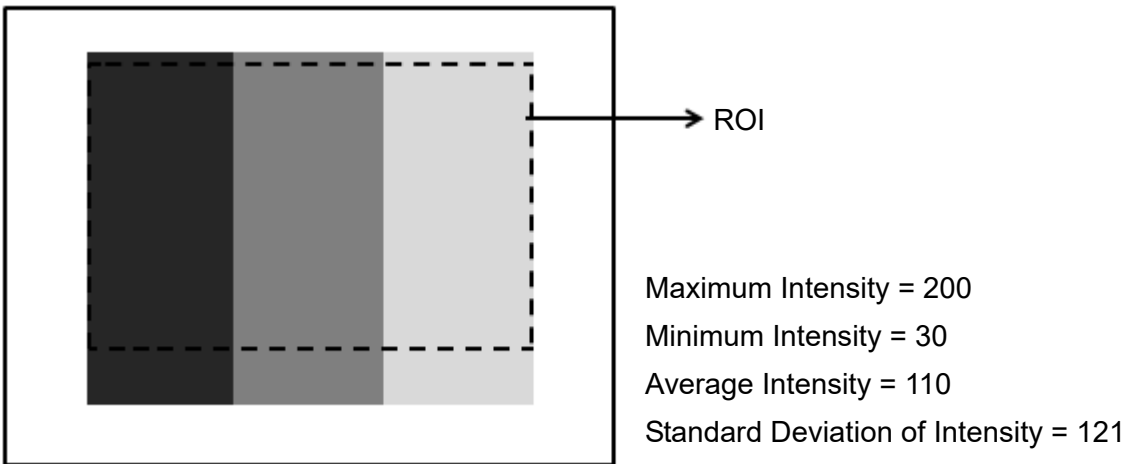 ROI
Maximum Intensity = 200
Minimum Intensity = 30
Average Intensity = 110
Standard Deviation of Intensity = 121